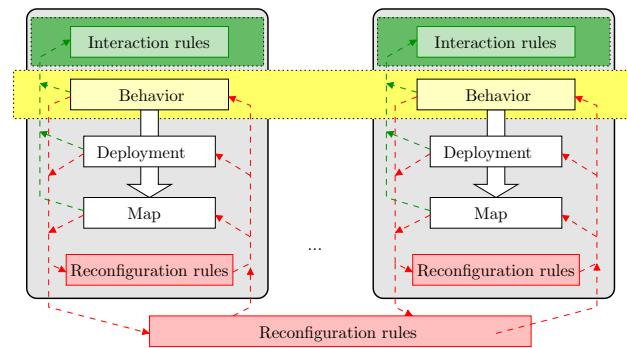 Interaction rules
Behavior
Deployment
Map
Reconfiguration rules
...
Interaction rules
Behavior
Deployment
Map
Reconfiguration rules
Reconfiguration rules